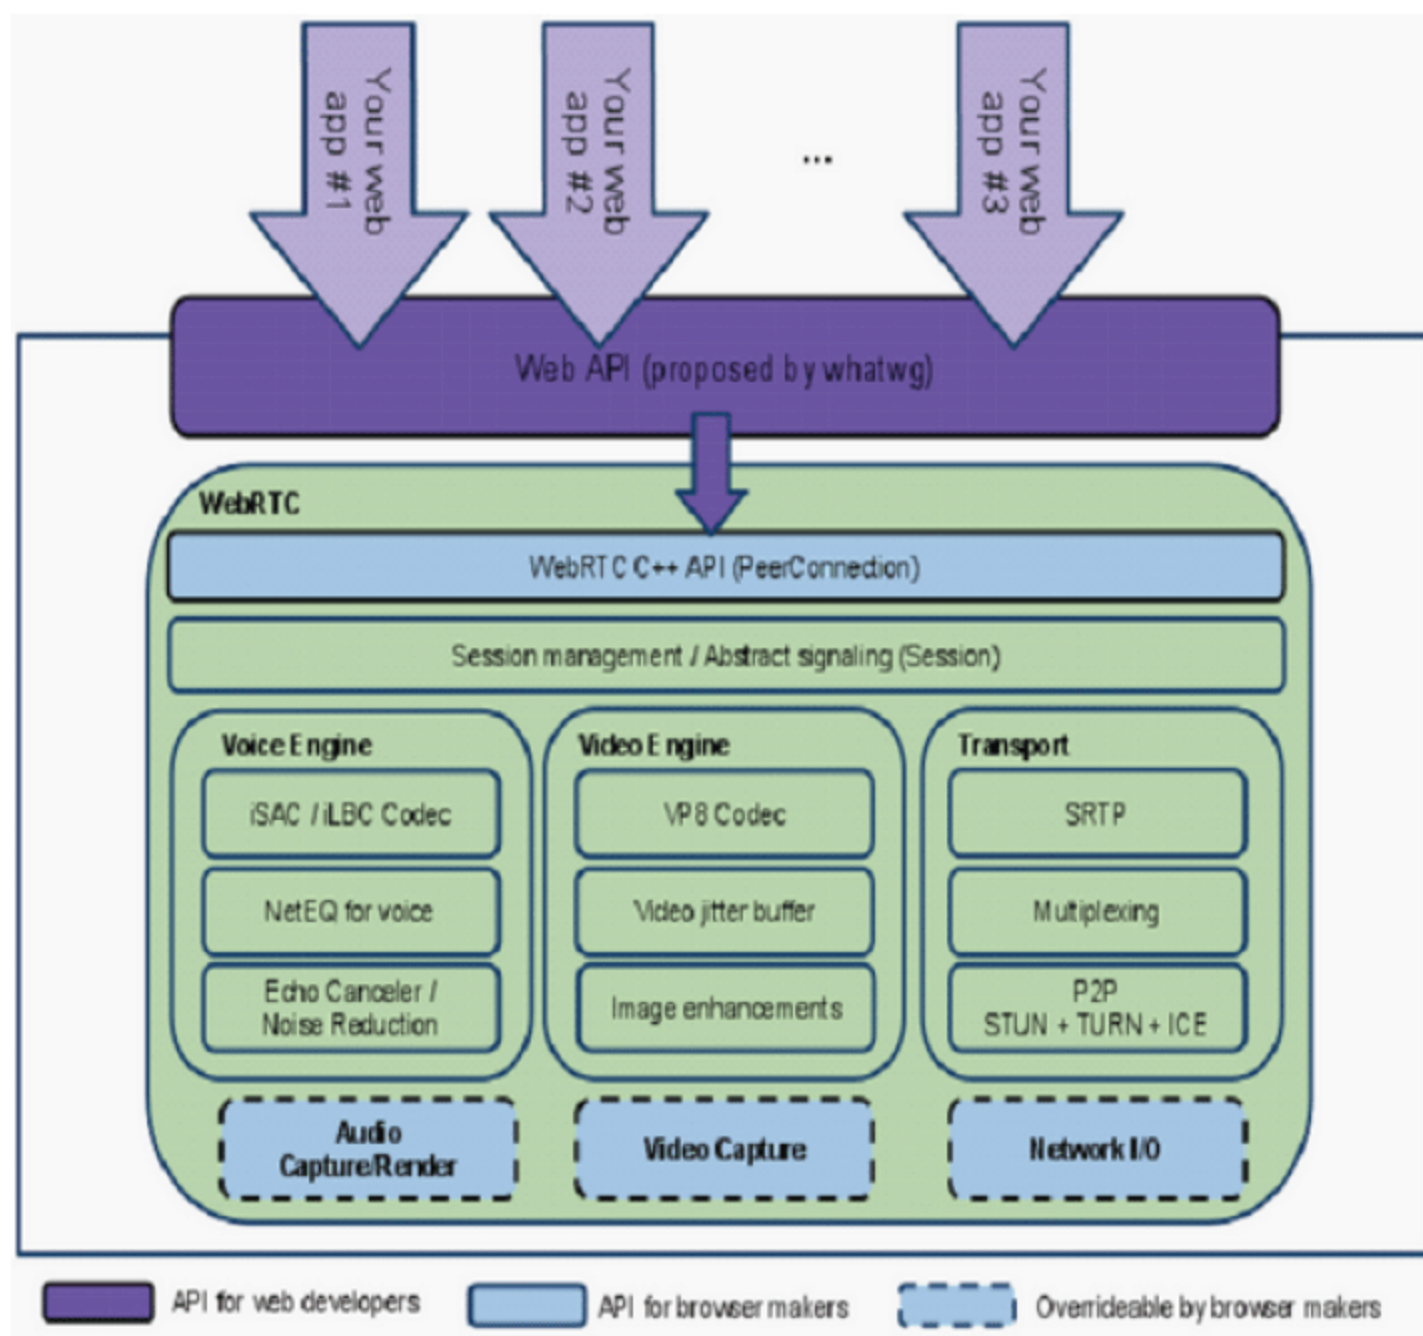 Your web
app #1
Your web
app #2
...
Your web
app #3
Web API (proposed by whatwg)
WebRTC
WebRTC C++ API (PeerConnection)
Session management / Abstract signaling (Session)
Voice Engine
iSAC / iLBC Codec
NetEQ for voice
Echo Canceler /
Noise Reduction
Video Engine
VP8 Codec
Video jitter buffer
Image enhancements
Transport
SRTP
Multiplexing
P2P
STUN + TURN + ICE
Audio
Capture/Render
Video Capture
Network I/O
API for web developers
API for browser makers
Overrideable by browser makers